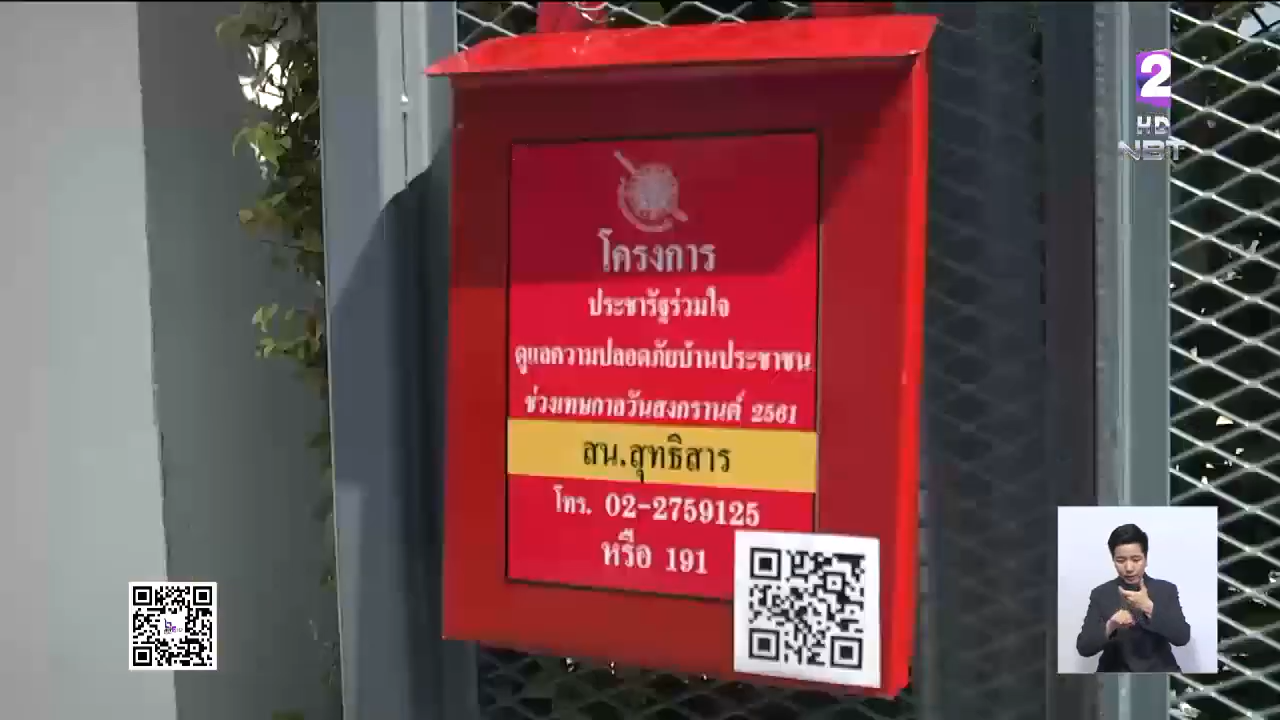 โครงการ
ประชารัฐร่วมใจ
ดูแลความปลอดภัยบ้านประชาชน
ช่วงเทษกาลวันสงกรานต์ 2561
สน.สุทธิสาร
โทร. 02-2759125
หรือ 191
2
HD
NBT